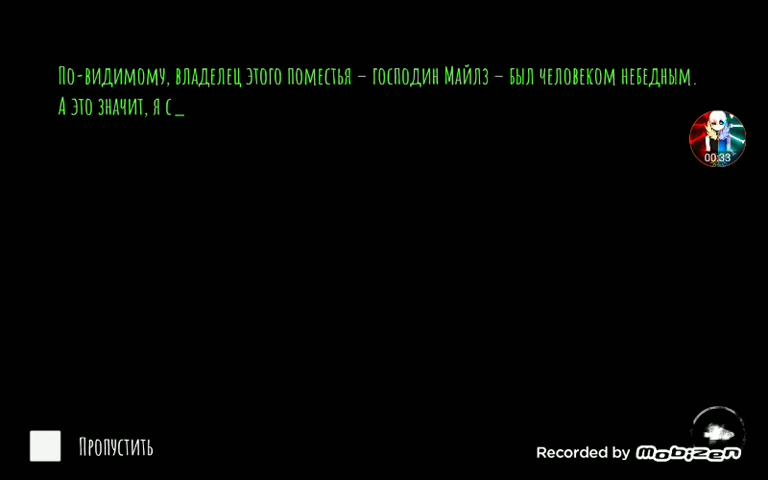 По-видимому, владелец этого поместья – господин Майлз – был человеком небедным.
А это значит, я с_
00:33
Пропустить
Recorded by mobizen